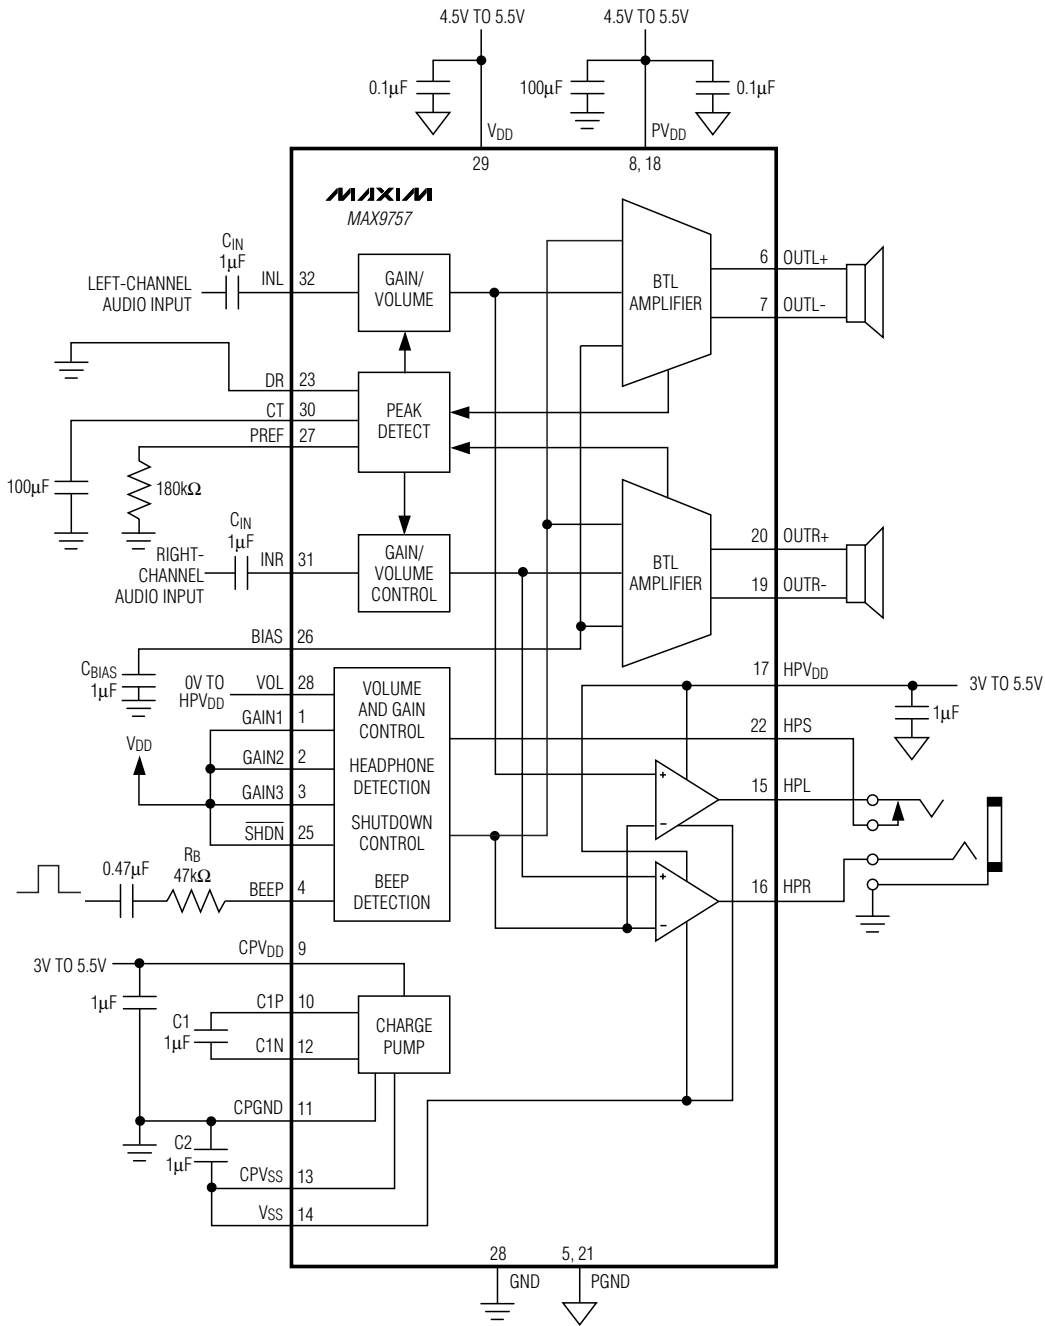 4.5V TO 5.5V
4.5V TO 5.5V
0.1µF
100µF
0.1µF
VDD
PVDD
29
8, 18
MAXIM
MAX9757
CIN
1µF
LEFT-CHANNEL
AUDIO INPUT
INL
32
GAIN/
VOLUME
BTL
AMPLIFIER
6
OUTL+
7
OUTL-
DR
23
CT
30
PREF
27
PEAK
DETECT
100µF
180kΩ
CIN
1µF
RIGHT-
CHANNEL
AUDIO INPUT
INR
31
GAIN/
VOLUME
CONTROL
BTL
AMPLIFIER
20
OUTR+
19
OUTR-
BIAS
26
CBIAS
1µF
0V TO
HPVDD
VOL
28
GAIN1
1
VDD
GAIN2
2
GAIN3
3
SHDN
25
VOLUME
AND GAIN
CONTROL
HEADPHONE
DETECTION
SHUTDOWN
CONTROL
BEEP
DETECTION
0.47µF
RB
47kΩ
BEEP
4
17
HPVDD
3V TO 5.5V
1µF
22
HPS
15
HPL
16
HPR
+
−
+
−
3V TO 5.5V
CPVDD
9
1µF
C1
1µF
C1P
10
C1N
12
CHARGE
PUMP
CPGND
11
C2
1µF
CPVSS
13
VSS
14
28
GND
5, 21
PGND